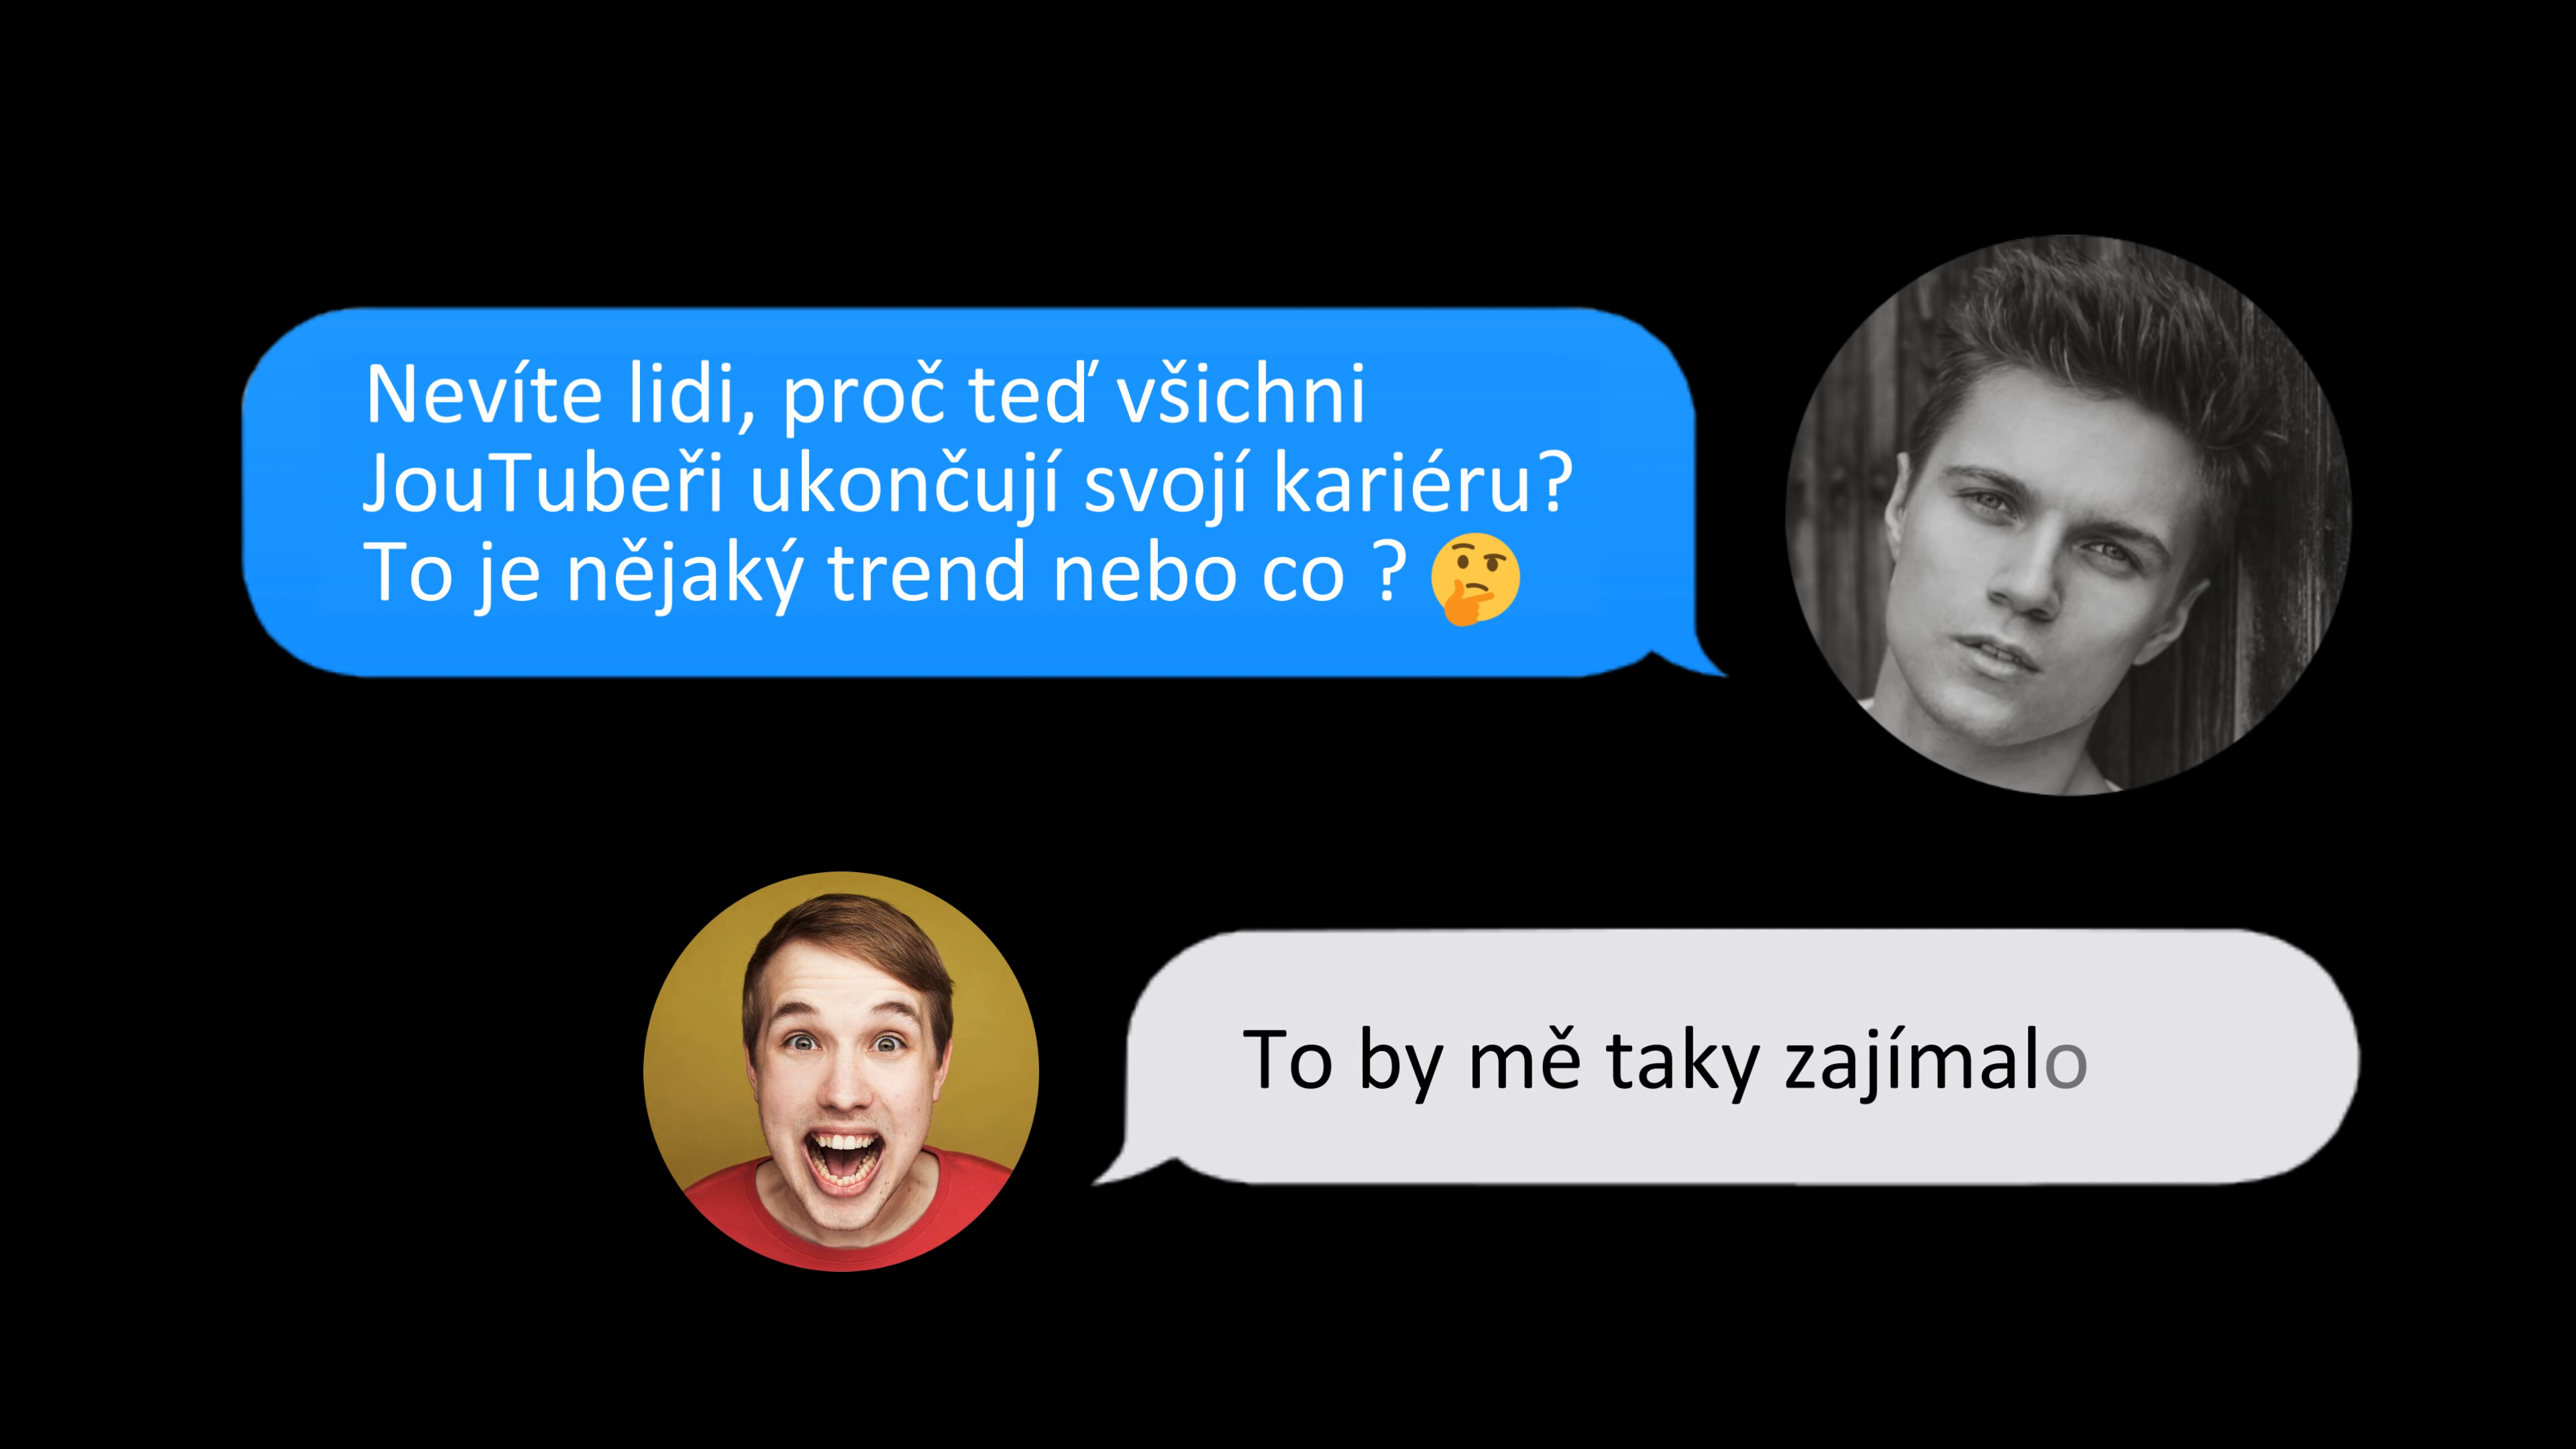 Nevíte lidi, proč teď všichni
JouTubeři ukončují svojí kariéru?
To je nějaký trend nebo co ? 🤔
To by mě taky zajímalo